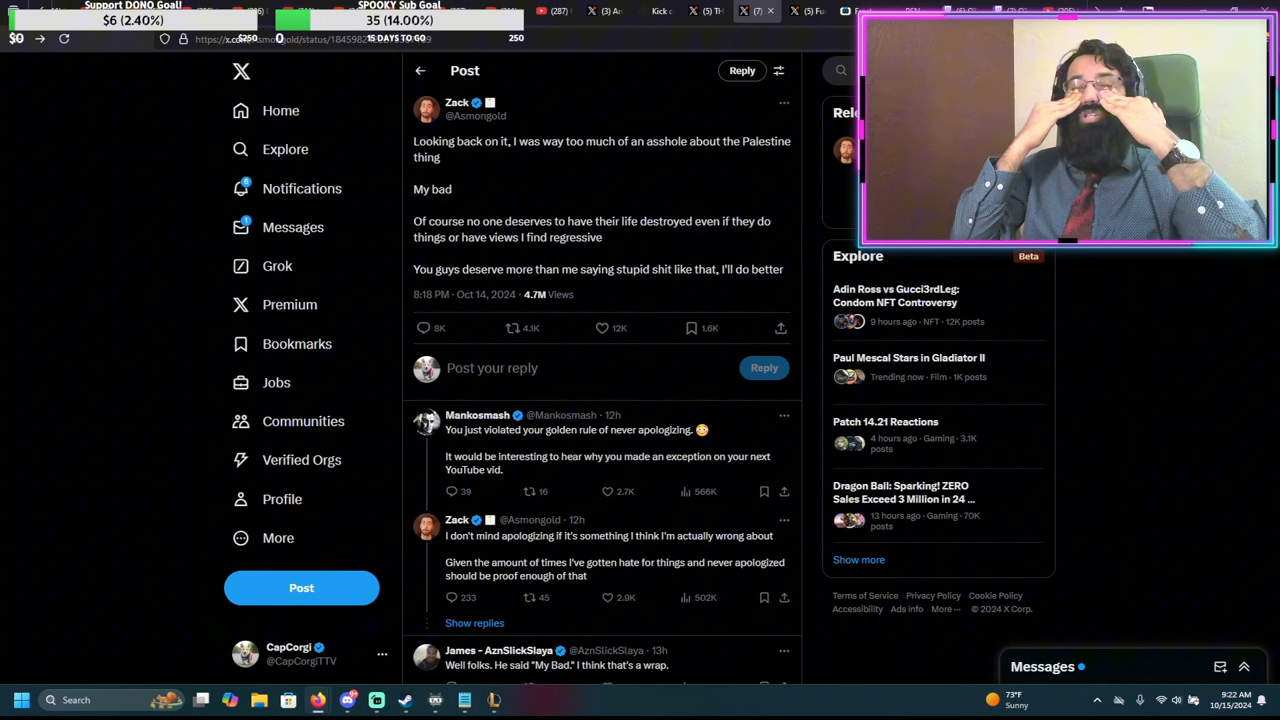 Support DONO Goal!
$6 (2.40%)
$0
$250
SPOOKY Sub Goal
35 (14.00%)
0
15 DAYS TO GO
250
(287)
(3) A
Kick
(5) TH
(7)
(5) Fu
Post
Reply
Home
Explore
Notifications
6
Messages
1
Grok
Premium
Bookmarks
Jobs
Communities
Verified Orgs
Profile
More
Post
CapCorgi
@CapCorgiTTV
Zack
@Asmongold
Looking back on it, I was way too much of an asshole about the Palestine
thing
My bad
Of course no one deserves to have their life destroyed even if they do
things or have views I find regressive
You guys deserve more than me saying stupid shit like that, I'll do better
8:18 PM · Oct 14, 2024 · 4.7M Views
8K 4.1K 12K 1.6K
Post your reply
Reply
Mankosmash @Mankosmash · 12h
You just violated your golden rule of never apologizing. 😳
It would be interesting to hear why you made an exception on your next
YouTube vid.
39 16 2.7K 566K
Zack @Asmongold · 12h
I don't mind apologizing if it's something I think I'm actually wrong about
Given the amount of times I've gotten hate for things and never apologized
should be proof enough of that
233 45 2.9K 502K
Show replies
James - AznSlickSlaya @AznSlickSlaya · 13h
Well folks. He said "My Bad." I think that's a wrap.
Explore
Beta
Adin Ross vs Gucci3rdLeg:
Condom NFT Controversy
9 hours ago · NFT · 12K posts
Paul Mescal Stars in Gladiator II
Trending now · Film · 1K posts
Patch 14.21 Reactions
4 hours ago · Gaming · 3.1K
posts
Dragon Ball: Sparking! ZERO
Sales Exceed 3 Million in 24 ...
13 hours ago · Gaming · 70K
posts
Show more
Terms of Service Privacy Policy Cookie Policy
Accessibility Ads info More ··· © 2024 X Corp.
Messages
Search
73°F
Sunny
9:22 AM
10/15/2024